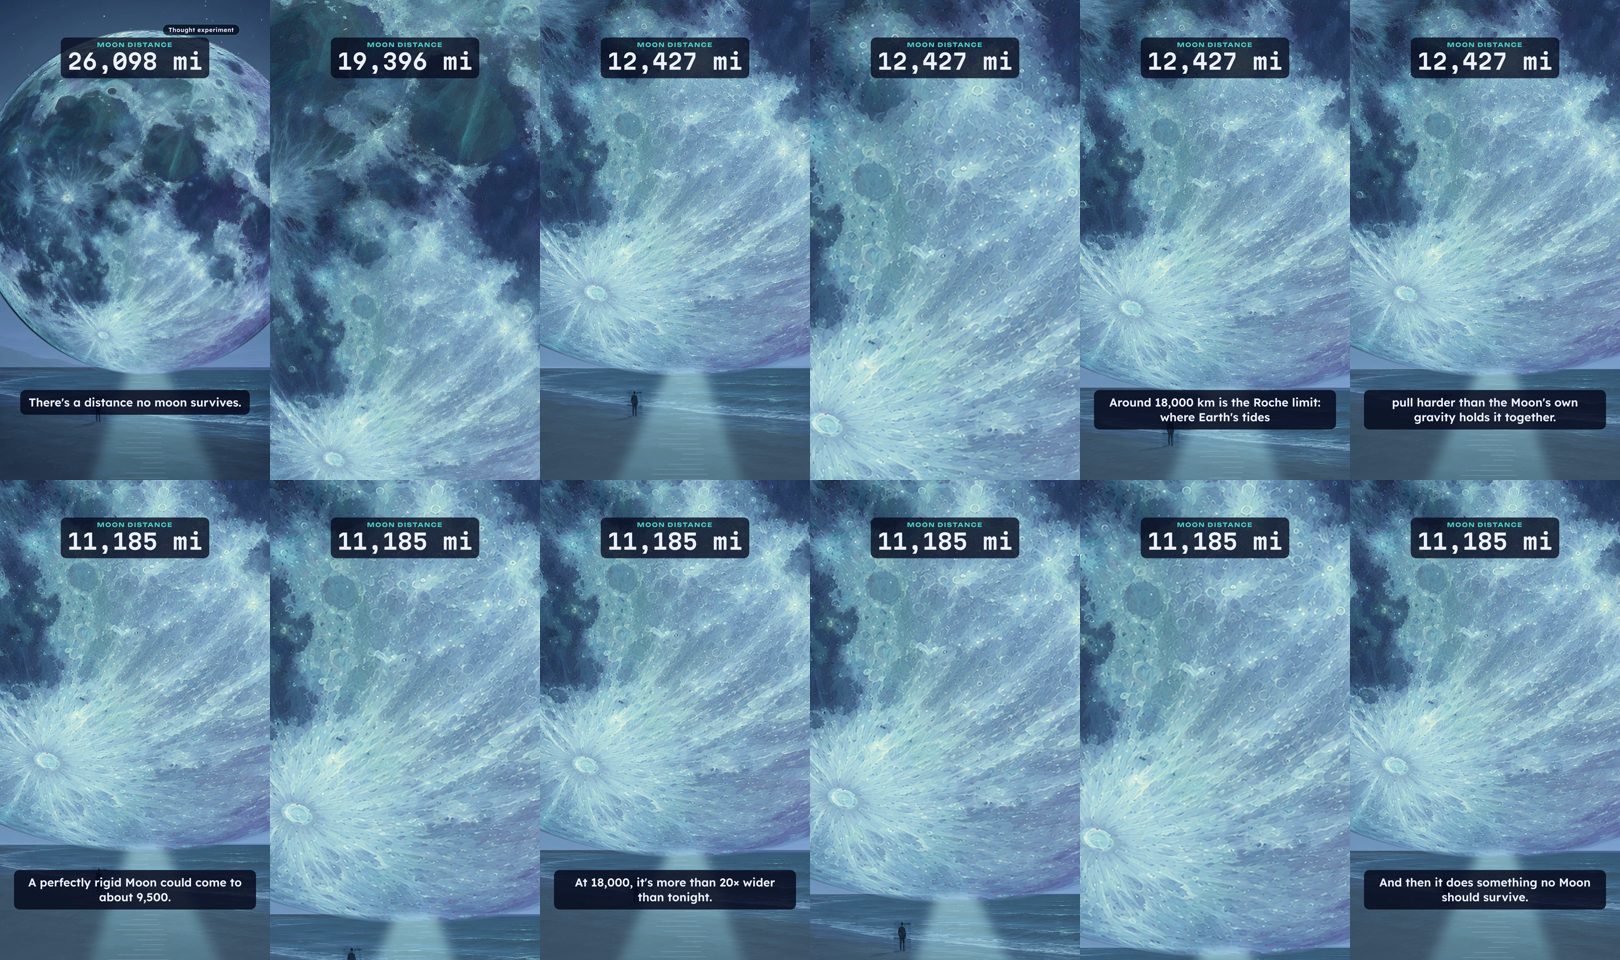 Thought experiment
MOON DISTANCE
26,098 mi
There's a distance no moon survives.
MOON DISTANCE
19,396 mi
MOON DISTANCE
12,427 mi
MOON DISTANCE
12,427 mi
MOON DISTANCE
12,427 mi
Around 18,000 km is the Roche limit:
where Earth's tides
MOON DISTANCE
12,427 mi
pull harder than the Moon's own
gravity holds it together.
MOON DISTANCE
11,185 mi
A perfectly rigid Moon could come to
about 9,500.
MOON DISTANCE
11,185 mi
MOON DISTANCE
11,185 mi
At 18,000, it's more than 20× wider
than tonight.
MOON DISTANCE
11,185 mi
MOON DISTANCE
11,185 mi
MOON DISTANCE
11,185 mi
And then it does something no Moon
should survive.